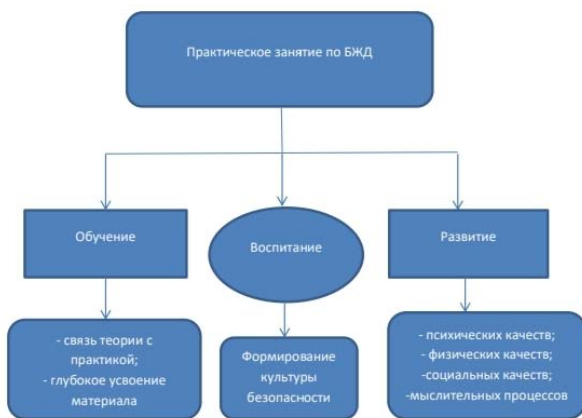 Практическое занятие по БЖД
Обучение
Воспитание
Развитие
- связь теории с
практикой;
- глубокое усвоение
материала
Формирование
культуры
безопасности
- психических качеств;
- физических качеств;
-социальных качеств;
-мыслительных процессов